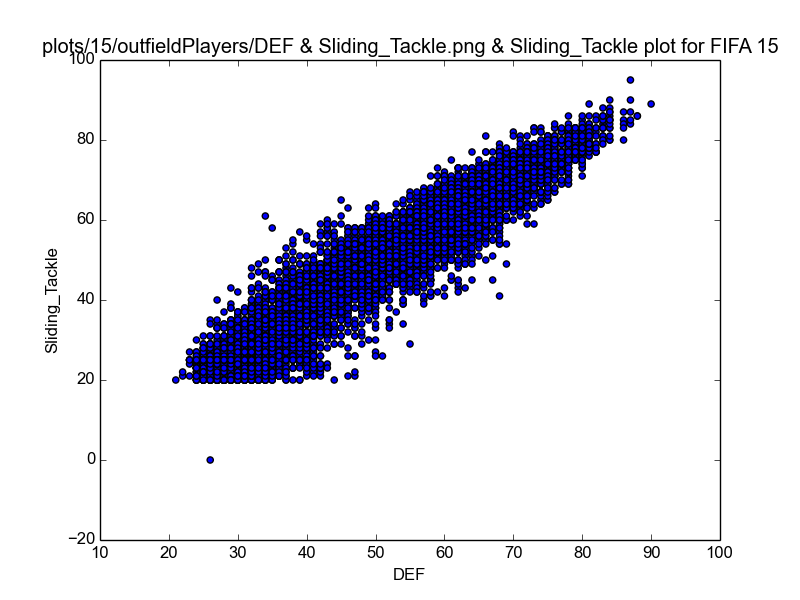 plots/15/outfieldPlayers/DEF & Sliding_Tackle.png & Sliding_Tackle plot for FIFA 15
100
80
60
40
20
0
−20
Sliding_Tackle
10 20 30 40 50 60 70 80 90 100
DEF